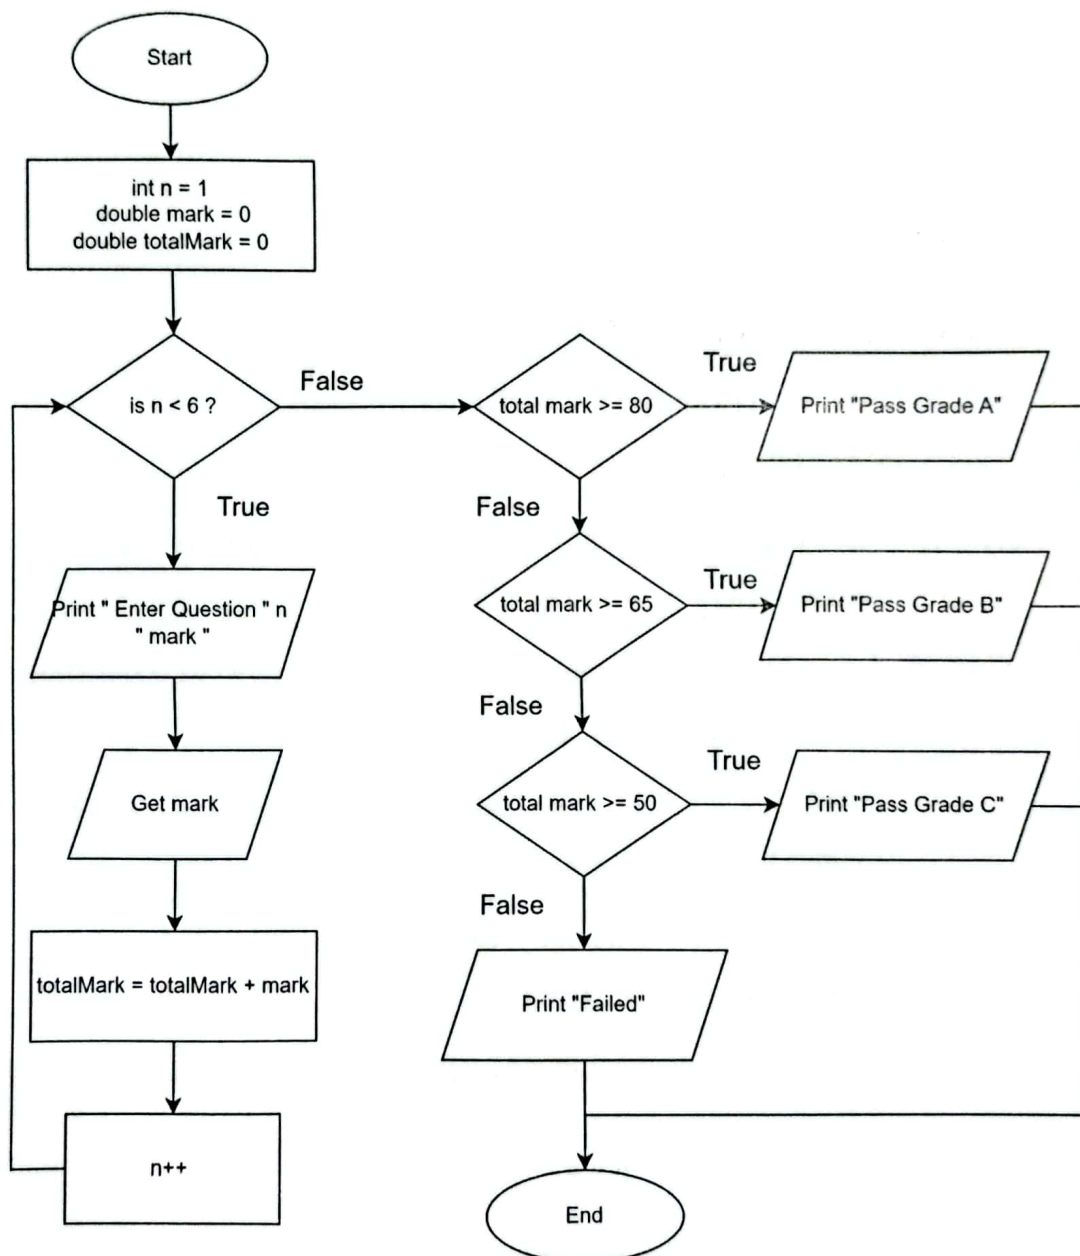 Start
int n = 1
double mark = 0
double totalMark = 0
is n < 6 ?
False
True
Print " Enter Question " n
" mark "
Get mark
totalMark = totalMark + mark
n++
total mark >= 80
True
Print "Pass Grade A"
False
total mark >= 65
True
Print "Pass Grade B"
False
total mark >= 50
True
Print "Pass Grade C"
False
Print "Failed"
End